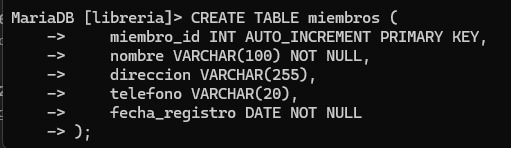 MariaDB [libreria]> CREATE TABLE miembros (
    ->     miembro_id INT AUTO_INCREMENT PRIMARY KEY,
    ->     nombre VARCHAR(100) NOT NULL,
    ->     direccion VARCHAR(255),
    ->     telefono VARCHAR(20),
    ->     fecha_registro DATE NOT NULL
    -> );